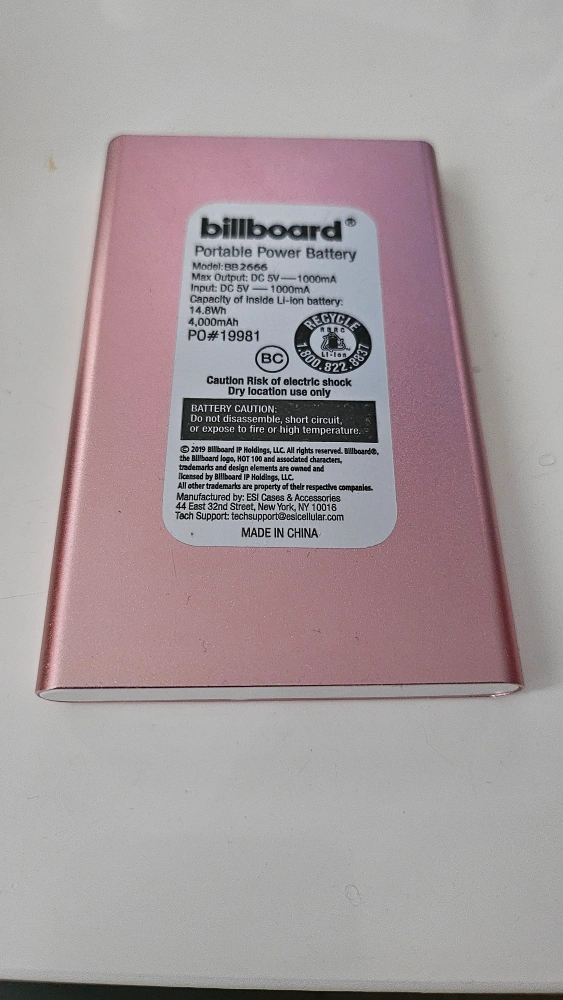 billboard®
Portable Power Battery
Model: BB2666
Max Output: DC 5V — 1000mA
Input: DC 5V — 1000mA
Capacity of inside Li-ion battery:
14.8Wh
4,000mAh
PO#19981
BC
RECYCLE
RBRC
Li-Ion
1.800.822.8837
Caution Risk of electric shock
Dry location use only
BATTERY CAUTION:
Do not disassemble, short circuit,
or expose to fire or high temperature.
© 2019 Billboard IP Holdings, LLC. All rights reserved. Billboard®,
the Billboard logo, HOT 100 and associated characters,
trademarks and design elements are owned and
licensed by Billboard IP Holdings, LLC.
All other trademarks are property of their respective companies.
Manufactured by: ESI Cases & Accessories
44 East 32nd Street, New York, NY 10016
Tech Support: techsupport@esicellular.com
MADE IN CHINA